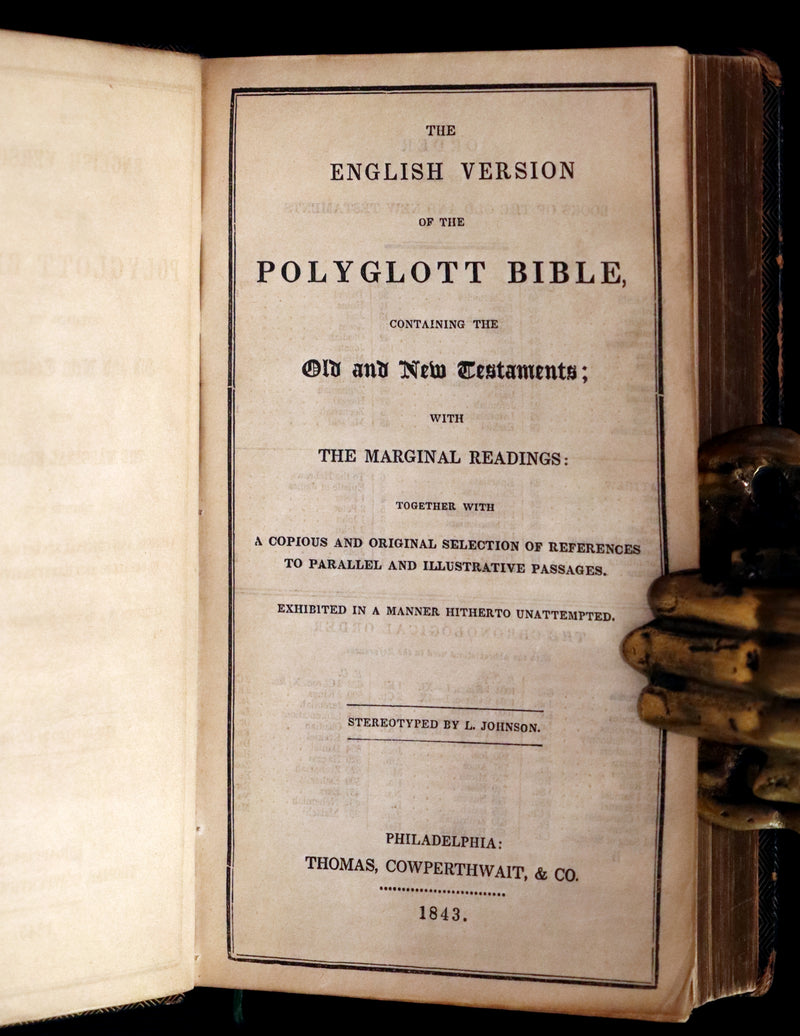 THE
ENGLISH VERSION
OF THE
POLYGLOTT BIBLE,
CONTAINING THE
Old and New Testaments;
WITH
THE MARGINAL READINGS:
TOGETHER WITH
A COPIOUS AND ORIGINAL SELECTION OF REFERENCES
TO PARALLEL AND ILLUSTRATIVE PASSAGES.
EXHIBITED IN A MANNER HITHERTO UNATTEMPTED.
STEREOTYPED BY L. JOHNSON.
PHILADELPHIA:
THOMAS, COWPERTHWAIT, & CO.
1843.